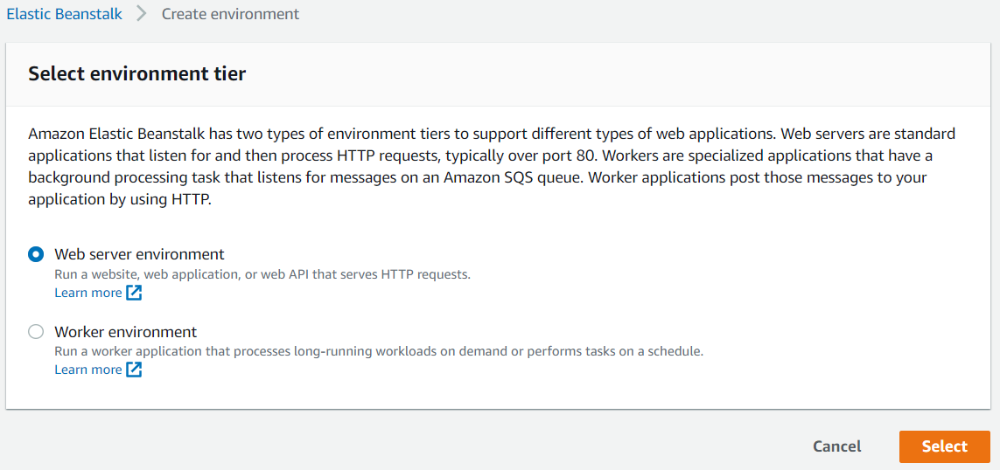 Elastic Beanstalk > Create environment
Select environment tier
Amazon Elastic Beanstalk has two types of environment tiers to support different types of web applications. Web servers are standard
applications that listen for and then process HTTP requests, typically over port 80. Workers are specialized applications that have a
background processing task that listens for messages on an Amazon SQS queue. Worker applications post those messages to your
application by using HTTP.
Web server environment
Run a website, web application, or web API that serves HTTP requests.
Learn more
Worker environment
Run a worker application that processes long-running workloads on demand or performs tasks on a schedule.
Learn more
Cancel Select